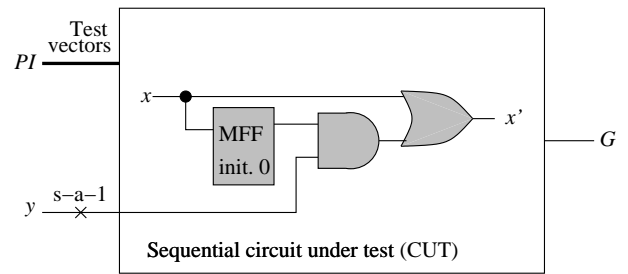 Test
vectors
PI
x
MFF
init. 0
x'
G
s-a-1
y
Sequential circuit under test (CUT)